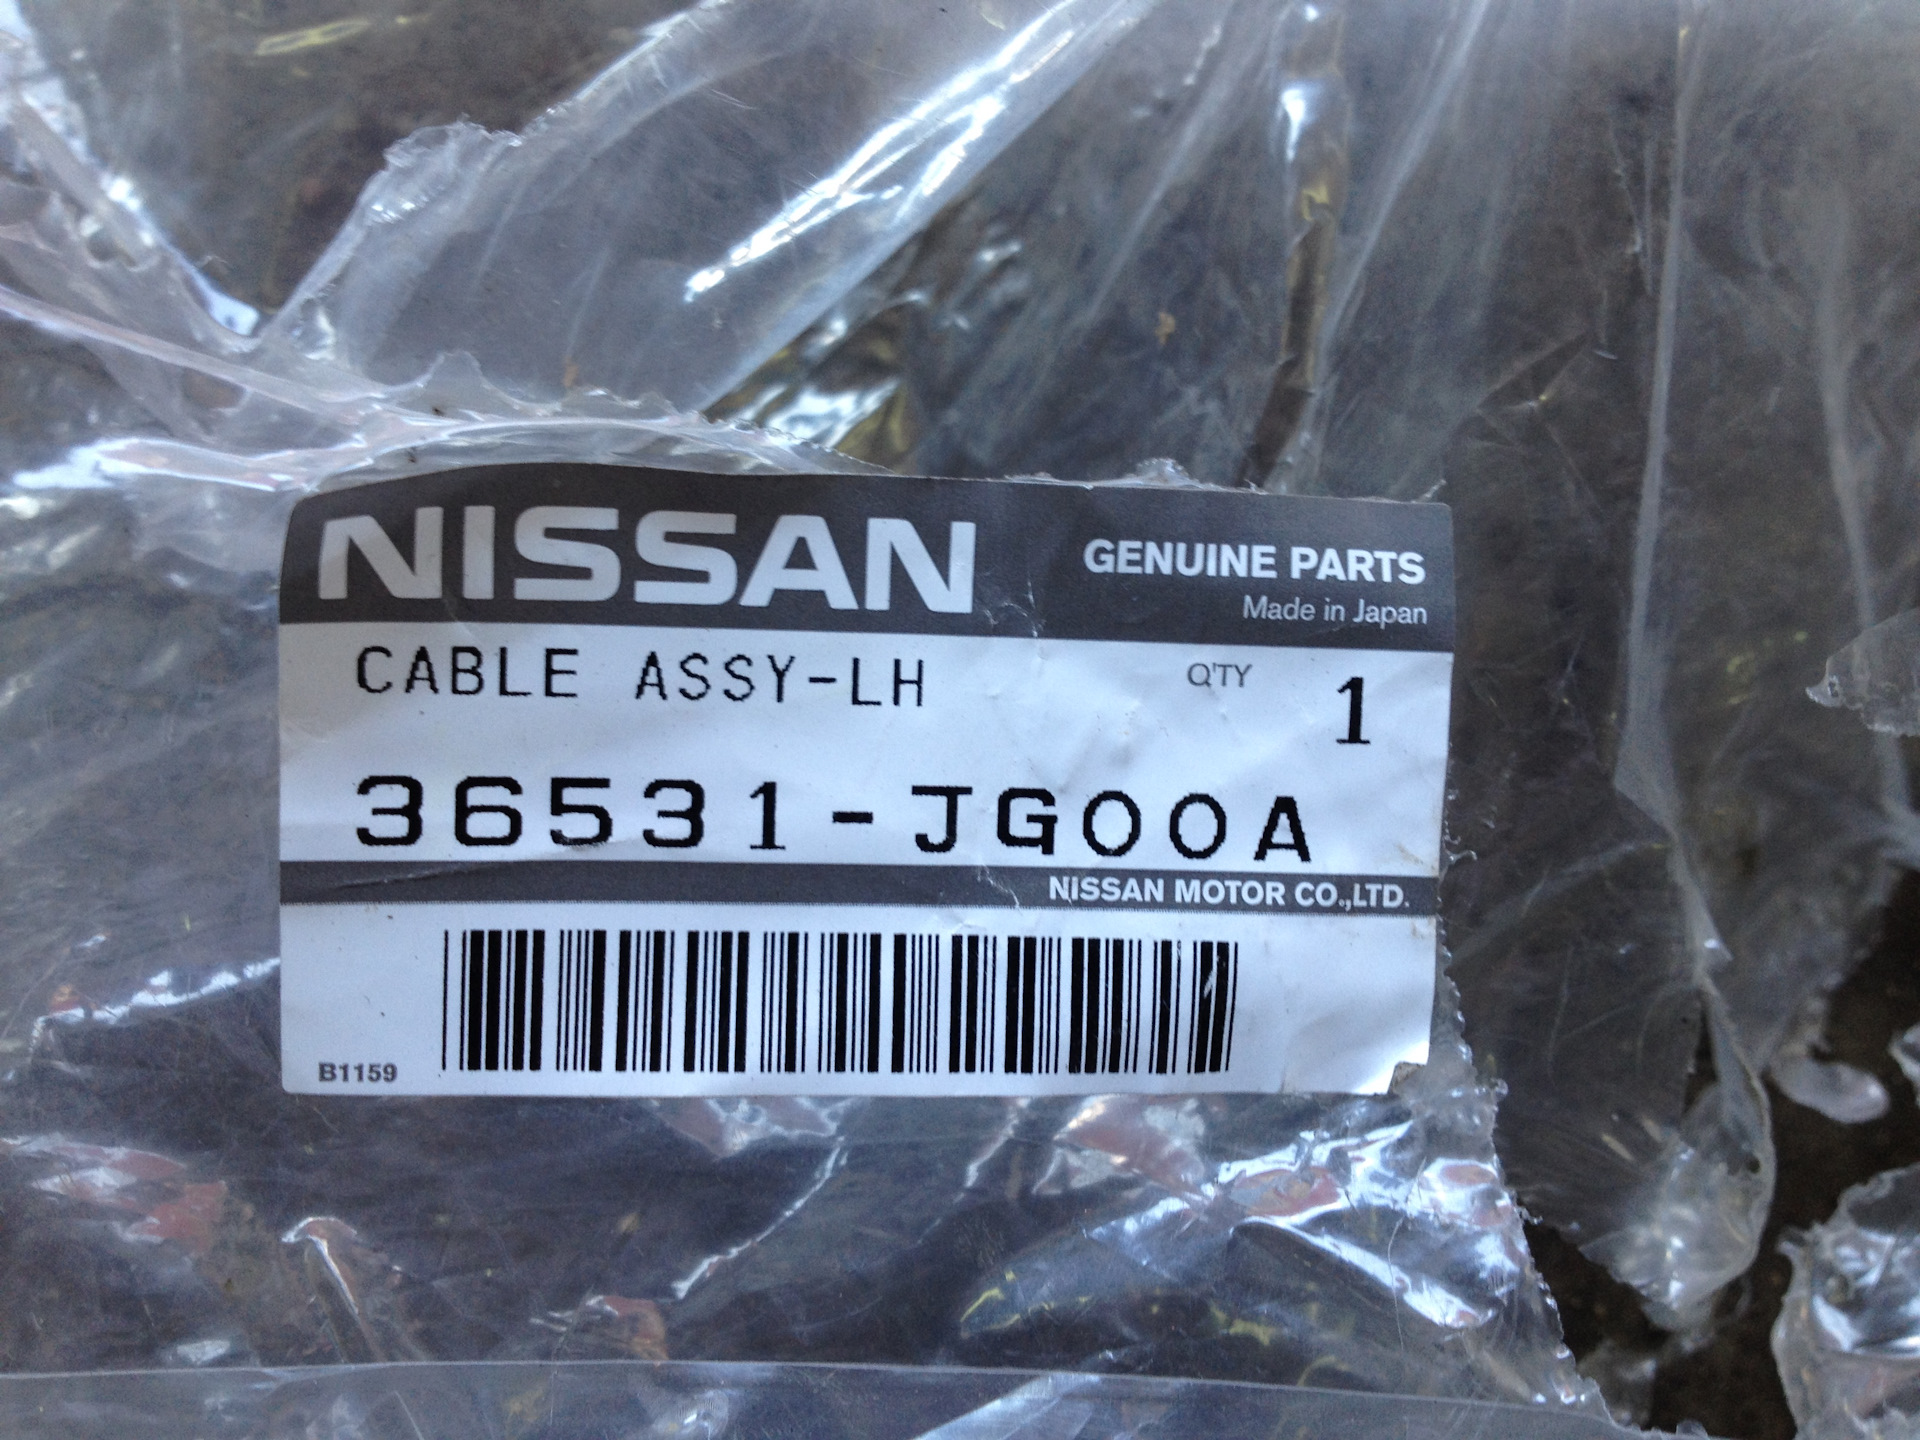 NISSAN
GENUINE PARTS
Made in Japan
CABLE ASSY-LH
Q'TY 1
36531-JG00A
NISSAN MOTOR CO.,LTD.
B1159